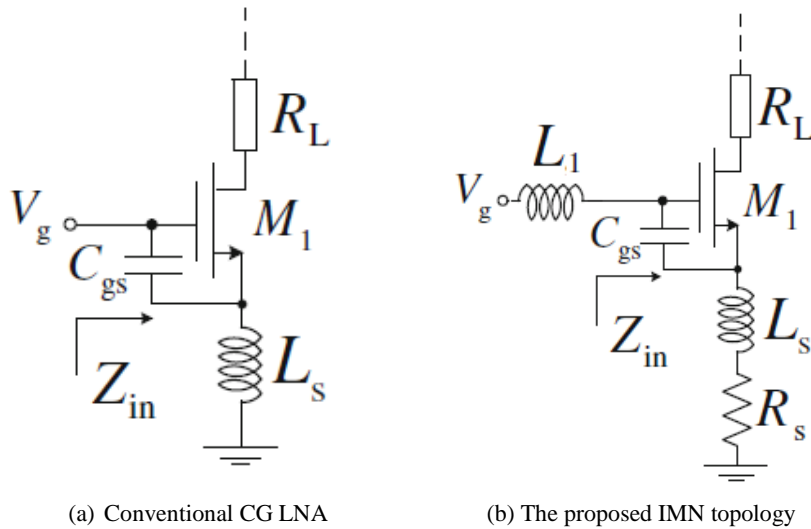 R_L
V_g
M_1
C_gs
Z_in
L_s
(a) Conventional CG LNA
R_L
L_1
V_g
M_1
C_gs
Z_in
L_s
R_s
(b) The proposed IMN topology